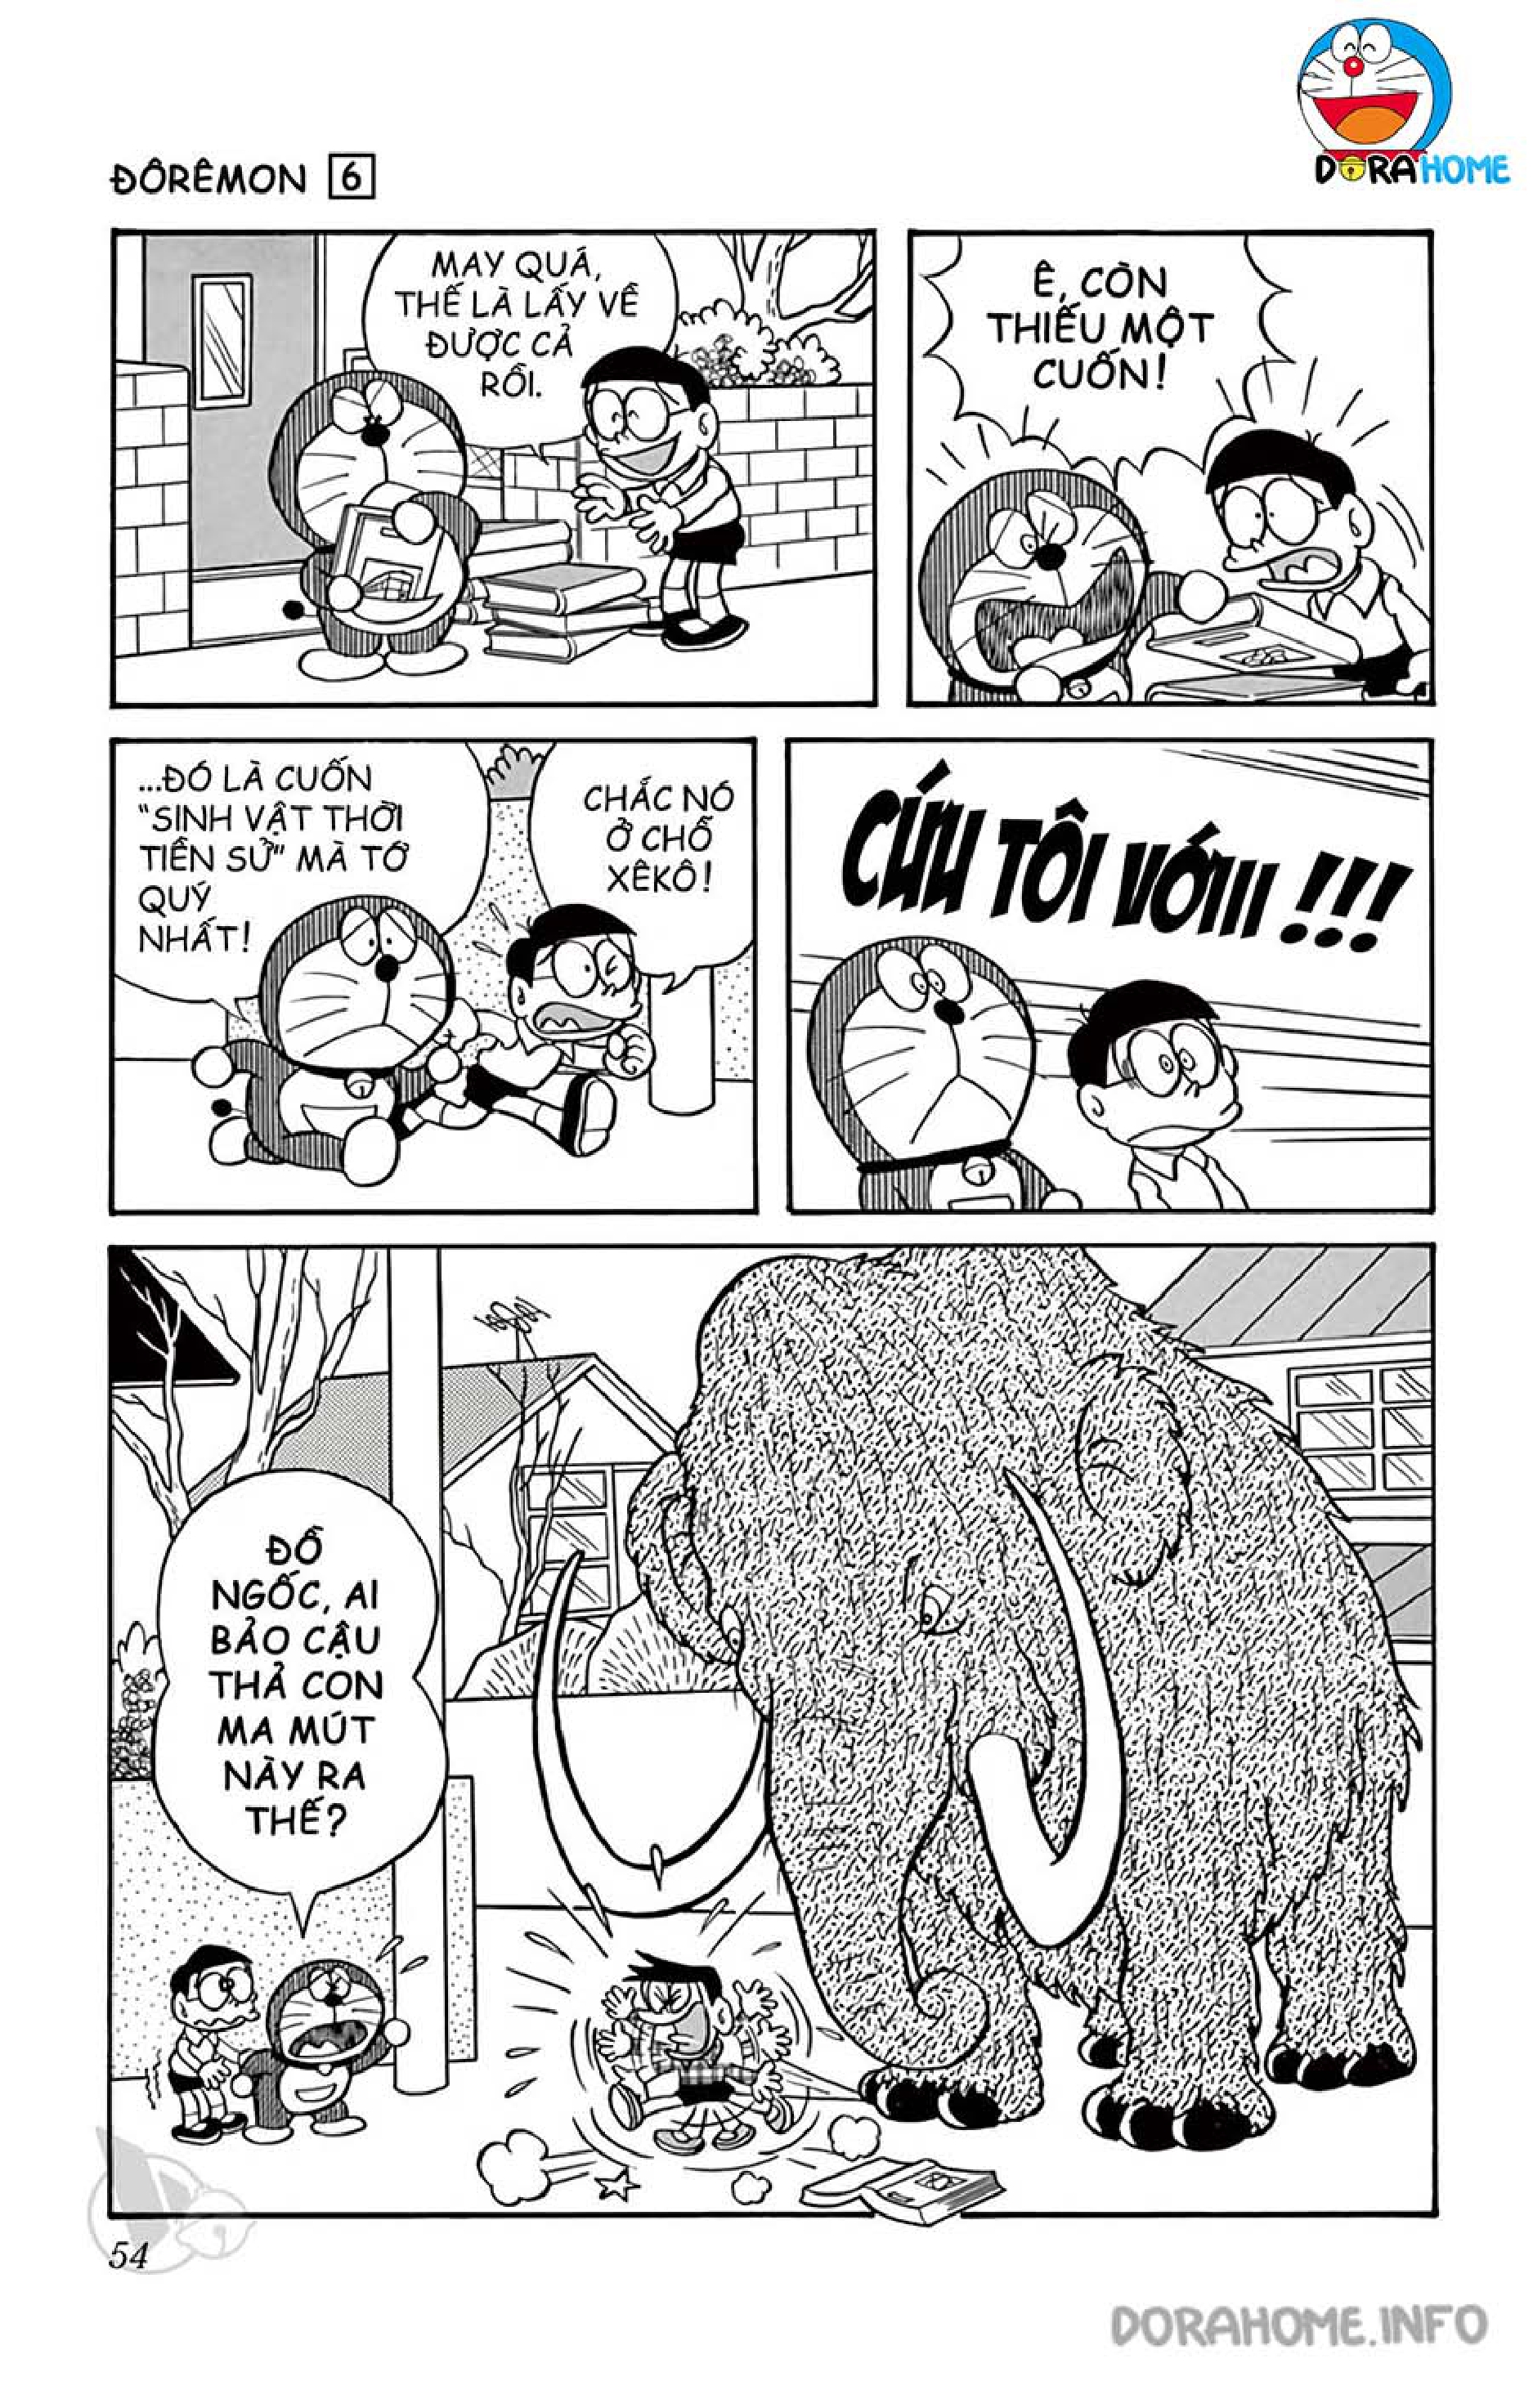 DORAHOME
ĐÔRÊMON 6
MAY QUÁ,
THẾ LÀ LẤY VỀ
ĐƯỢC CẢ
RỒI.
Ê, CÒN
THIẾU MỘT
CUỐN!
...ĐÓ LÀ CUỐN
"SINH VẬT THỜI
TIỀN SỬ" MÀ TỚ
QUÝ
NHẤT!
CHẮC NÓ
Ở CHỖ
XÊKÔ!
CỨU TÔI VỚIII !!!
ĐỒ
NGỐC, AI
BẢO CẬU
THẢ CON
MA MÚT
NÀY RA
THẾ?
54
DORAHOME.INFO